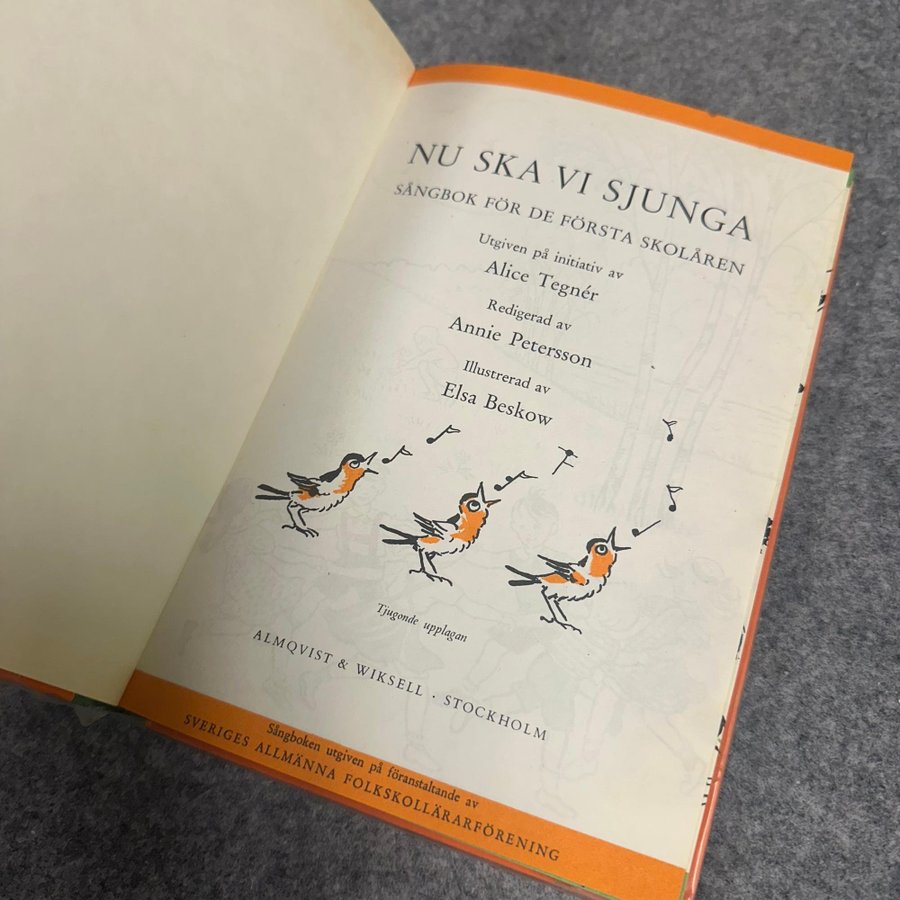 NU SKA VI SJUNGA
SÅNGBOK FÖR DE FÖRSTA SKOLÅREN
Utgiven på initiativ av
Alice Tegnér
Redigerad av
Annie Petersson
Illustrerad av
Elsa Beskow
Tjugonde upplagan
ALMQVIST & WIKSELL · STOCKHOLM
Sångboken utgiven på föranstaltande av
SVERIGES ALLMÄNNA FOLKSKOLLÄRARFÖRENING